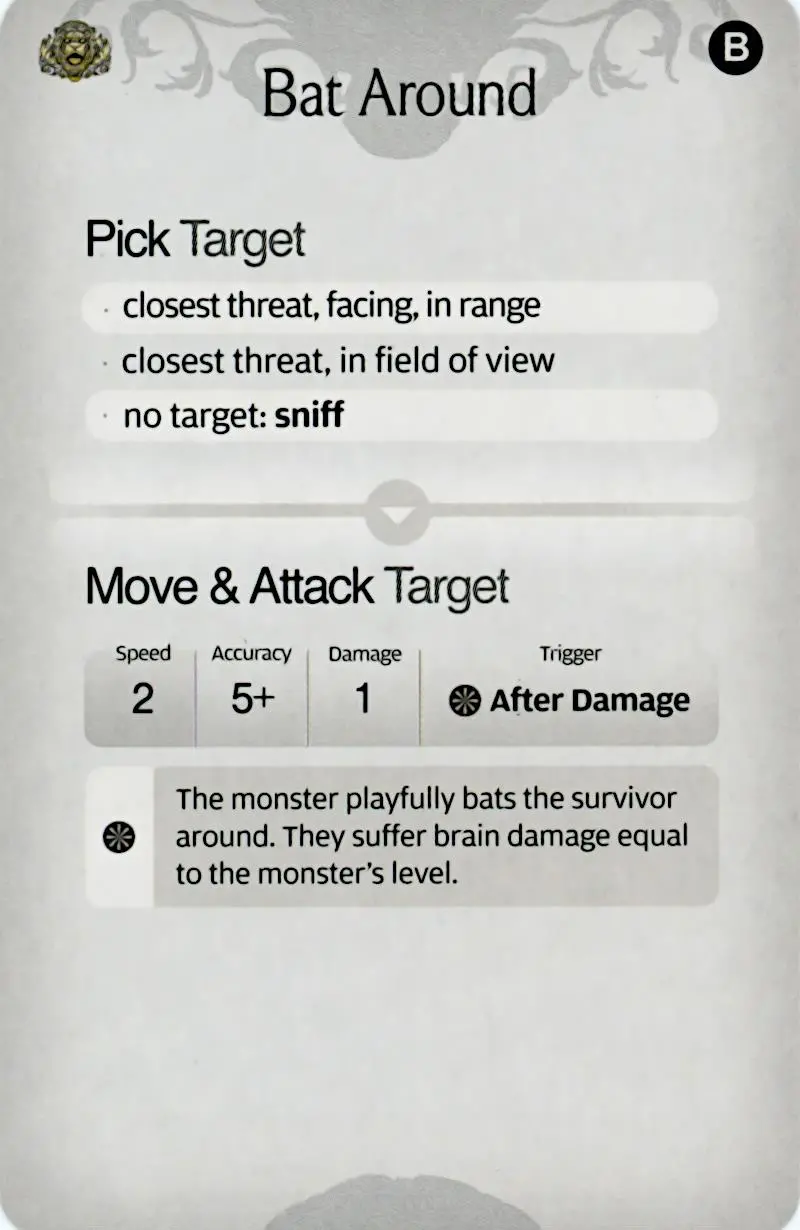 B
Bat Around
Pick Target
· closest threat, facing, in range
· closest threat, in field of view
· no target: sniff
Move & Attack Target
Speed Accuracy Damage Trigger
2 5+ 1 After Damage
The monster playfully bats the survivor
around. They suffer brain damage equal
to the monster's level.